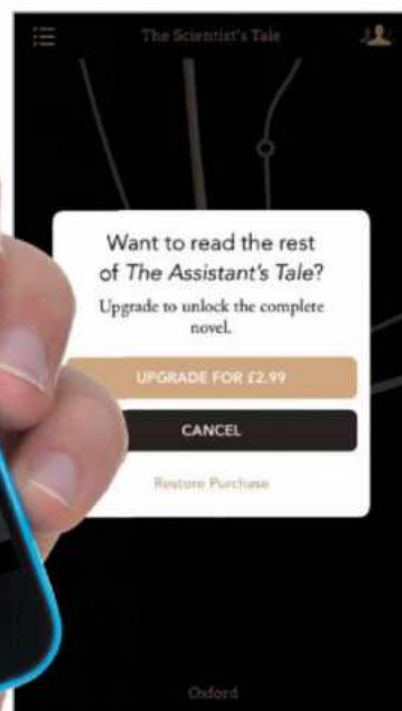 The Scientist's Tale
Want to read the rest
of The Assistant's Tale?
Upgrade to unlock the complete
novel.
UPGRADE FOR £2.99
CANCEL
Restore Purchase
Oxford